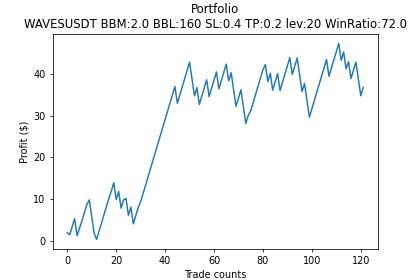 Portfolio
WAVESUSDT BBM:2.0 BBL:160 SL:0.4 TP:0.2 lev:20 WinRatio:72.0
40
30
20
10
0
Profit ($)
0 20 40 60 80 100 120
Trade counts